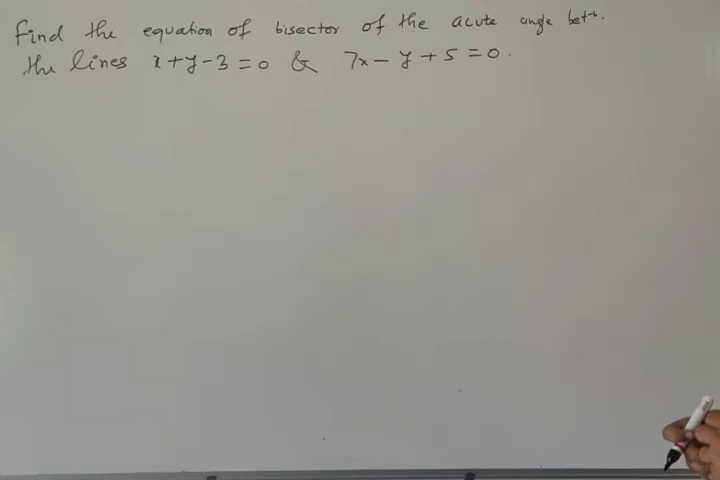 Find the equation of bisector of the acute angle betn.
the lines x+y-3=0 & 7x-y+5=0.